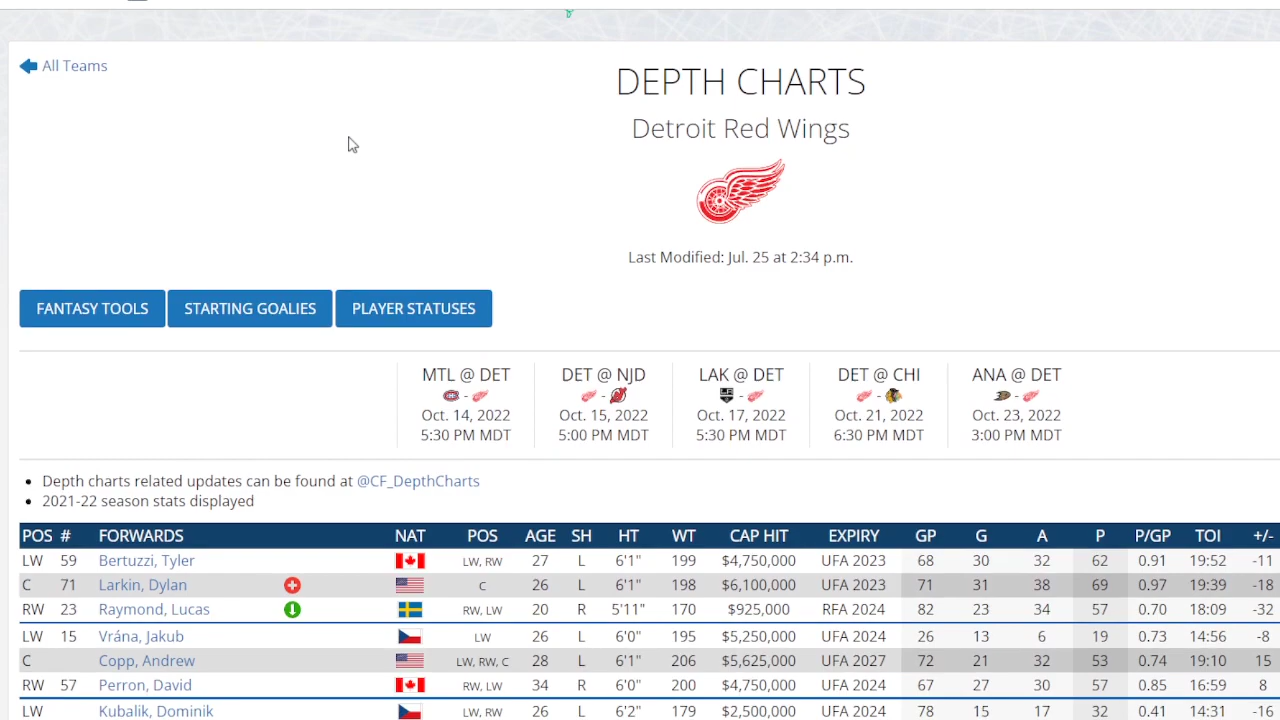 All Teams
DEPTH CHARTS
Detroit Red Wings
Last Modified: Jul. 25 at 2:34 p.m.
FANTASY TOOLS STARTING GOALIES PLAYER STATUSES
MTL @ DET DET @ NJD LAK @ DET DET @ CHI ANA @ DET
- - - - -
Oct. 14, 2022 Oct. 15, 2022 Oct. 17, 2022 Oct. 21, 2022 Oct. 23, 2022
5:30 PM MDT 5:00 PM MDT 5:30 PM MDT 6:30 PM MDT 3:00 PM MDT
• Depth charts related updates can be found at @CF_DepthCharts
• 2021-22 season stats displayed
POS # FORWARDS NAT POS AGE SH HT WT CAP HIT EXPIRY GP G A P P/GP TOI +/-
LW 59 Bertuzzi, Tyler LW, RW 27 L 6'1" 199 $4,750,000 UFA 2023 68 30 32 62 0.91 19:52 -11
C 71 Larkin, Dylan C 26 L 6'1" 198 $6,100,000 UFA 2023 71 31 38 69 0.97 19:39 -18
RW 23 Raymond, Lucas RW, LW 20 R 5'11" 170 $925,000 RFA 2024 82 23 34 57 0.70 18:09 -32
LW 15 Vrána, Jakub LW 26 L 6'0" 195 $5,250,000 UFA 2024 26 13 6 19 0.73 14:56 -8
C Copp, Andrew LW, RW, C 28 L 6'1" 206 $5,625,000 UFA 2027 72 21 32 53 0.74 19:10 15
RW 57 Perron, David RW, LW 34 R 6'0" 200 $4,750,000 UFA 2024 67 27 30 57 0.85 16:59 8
LW Kubalik, Dominik LW, RW 26 L 6'2" 179 $2,500,000 UFA 2024 78 15 17 32 0.41 14:31 -16